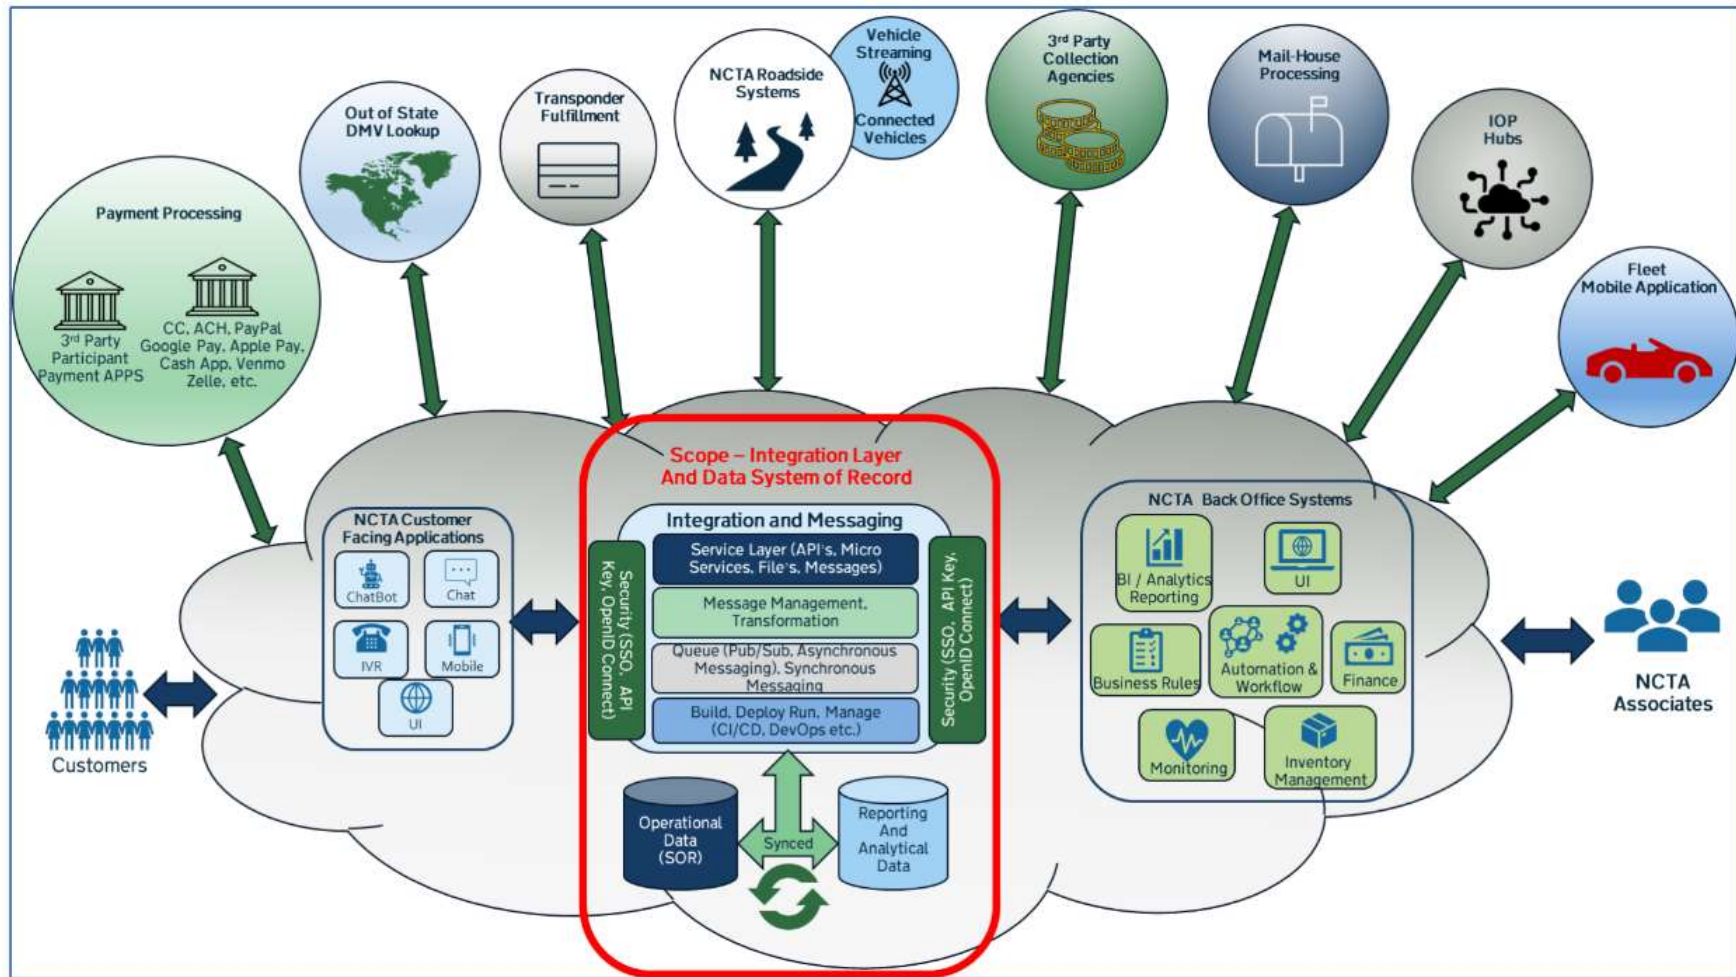 Payment Processing
3rd Party
Participant
Payment APPS
CC, ACH, PayPal
Google Pay, Apple Pay,
Cash App, Venmo
Zelle, etc.
Out of State
DMV Lookup
Transponder
Fulfillment
NCTA Roadside
Systems
Vehicle
Streaming
Connected
Vehicles
3rd Party
Collection
Agencies
Mail-House
Processing
IOP
Hubs
Fleet
Mobile Application
Customers
NCTA Customer
Facing Applications
ChatBot
Chat
IVR
Mobile
UI
Scope – Integration Layer
And Data System of Record
Integration and Messaging
Security (SSO, API
Key, OpenID Connect)
Service Layer (API's, Micro
Services, File's, Messages)
Message Management,
Transformation
Queue (Pub/Sub, Asynchronous
Messaging), Synchronous
Messaging
Build, Deploy Run, Manage
(CI/CD, DevOps etc.)
Security (SSO, API Key,
OpenID Connect)
Operational
Data
(SOR)
Synced
Reporting
And
Analytical
Data
NCTA Back Office Systems
BI / Analytics
Reporting
UI
Business Rules
Automation &
Workflow
Finance
Monitoring
Inventory
Management
NCTA
Associates